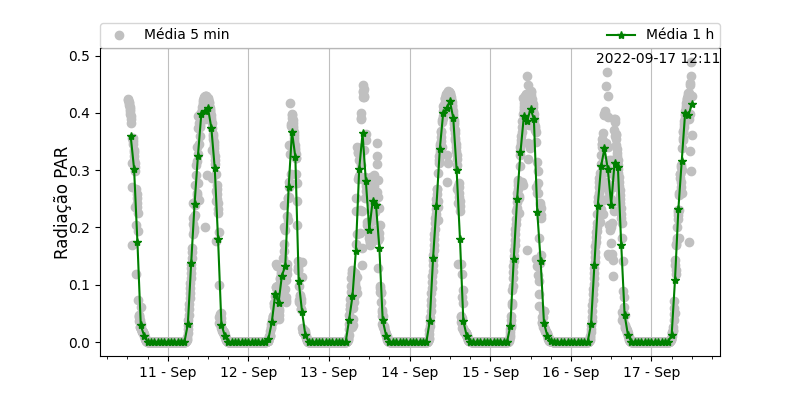 Média 5 min
Média 1 h
2022-09-17 12:11
Radiação PAR
0.5
0.4
0.3
0.2
0.1
0.0
11 - Sep
12 - Sep
13 - Sep
14 - Sep
15 - Sep
16 - Sep
17 - Sep